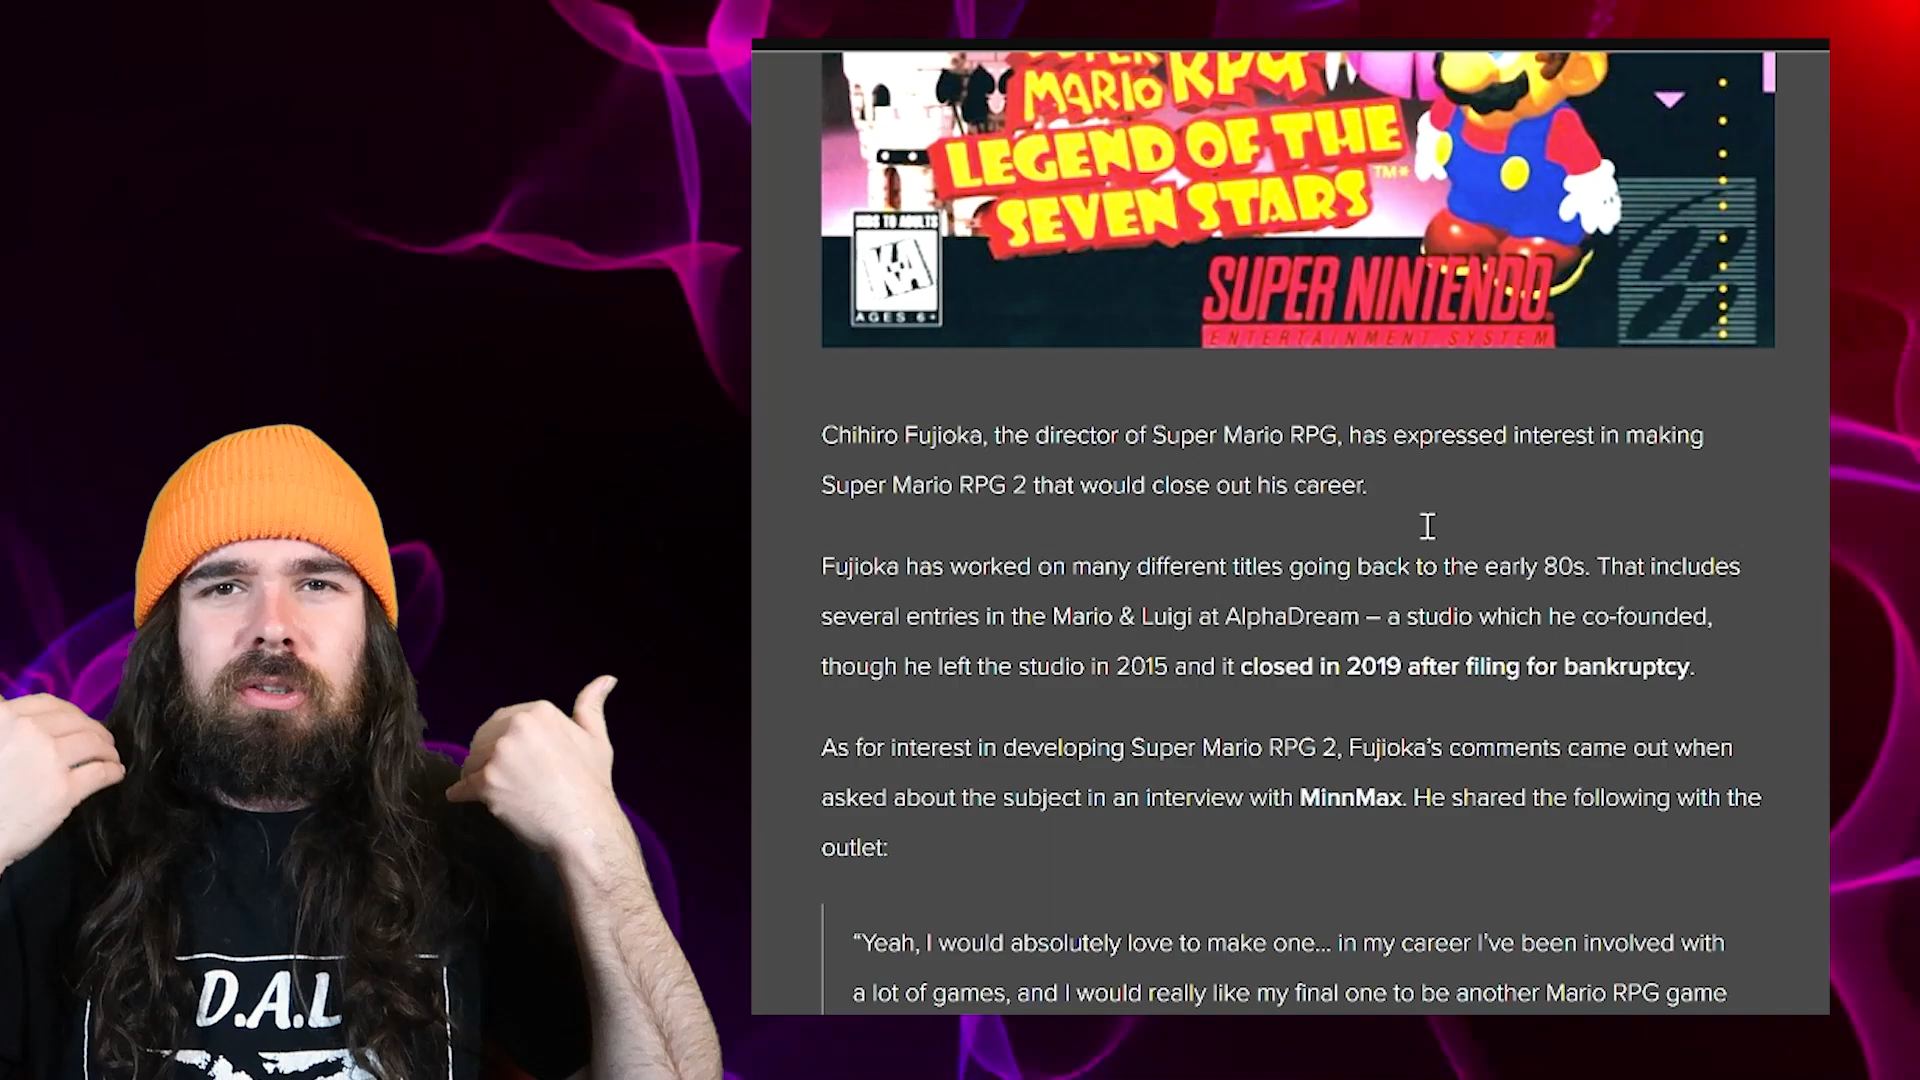 SUPER
MARIO RPG
LEGEND OF THE
SEVEN STARS
TM*
KIDS TO ADULTS
KA
AGES 6+
SUPER NINTENDO
ENTERTAINMENT SYSTEM
Chihiro Fujioka, the director of Super Mario RPG, has expressed interest in making
Super Mario RPG 2 that would close out his career.
Fujioka has worked on many different titles going back to the early 80s. That includes
several entries in the Mario & Luigi at AlphaDream – a studio which he co-founded,
though he left the studio in 2015 and it closed in 2019 after filing for bankruptcy.
As for interest in developing Super Mario RPG 2, Fujioka’s comments came out when
asked about the subject in an interview with MinnMax. He shared the following with the
outlet:
“Yeah, I would absolutely love to make one… in my career I’ve been involved with
a lot of games, and I would really like my final one to be another Mario RPG game
D.A.L